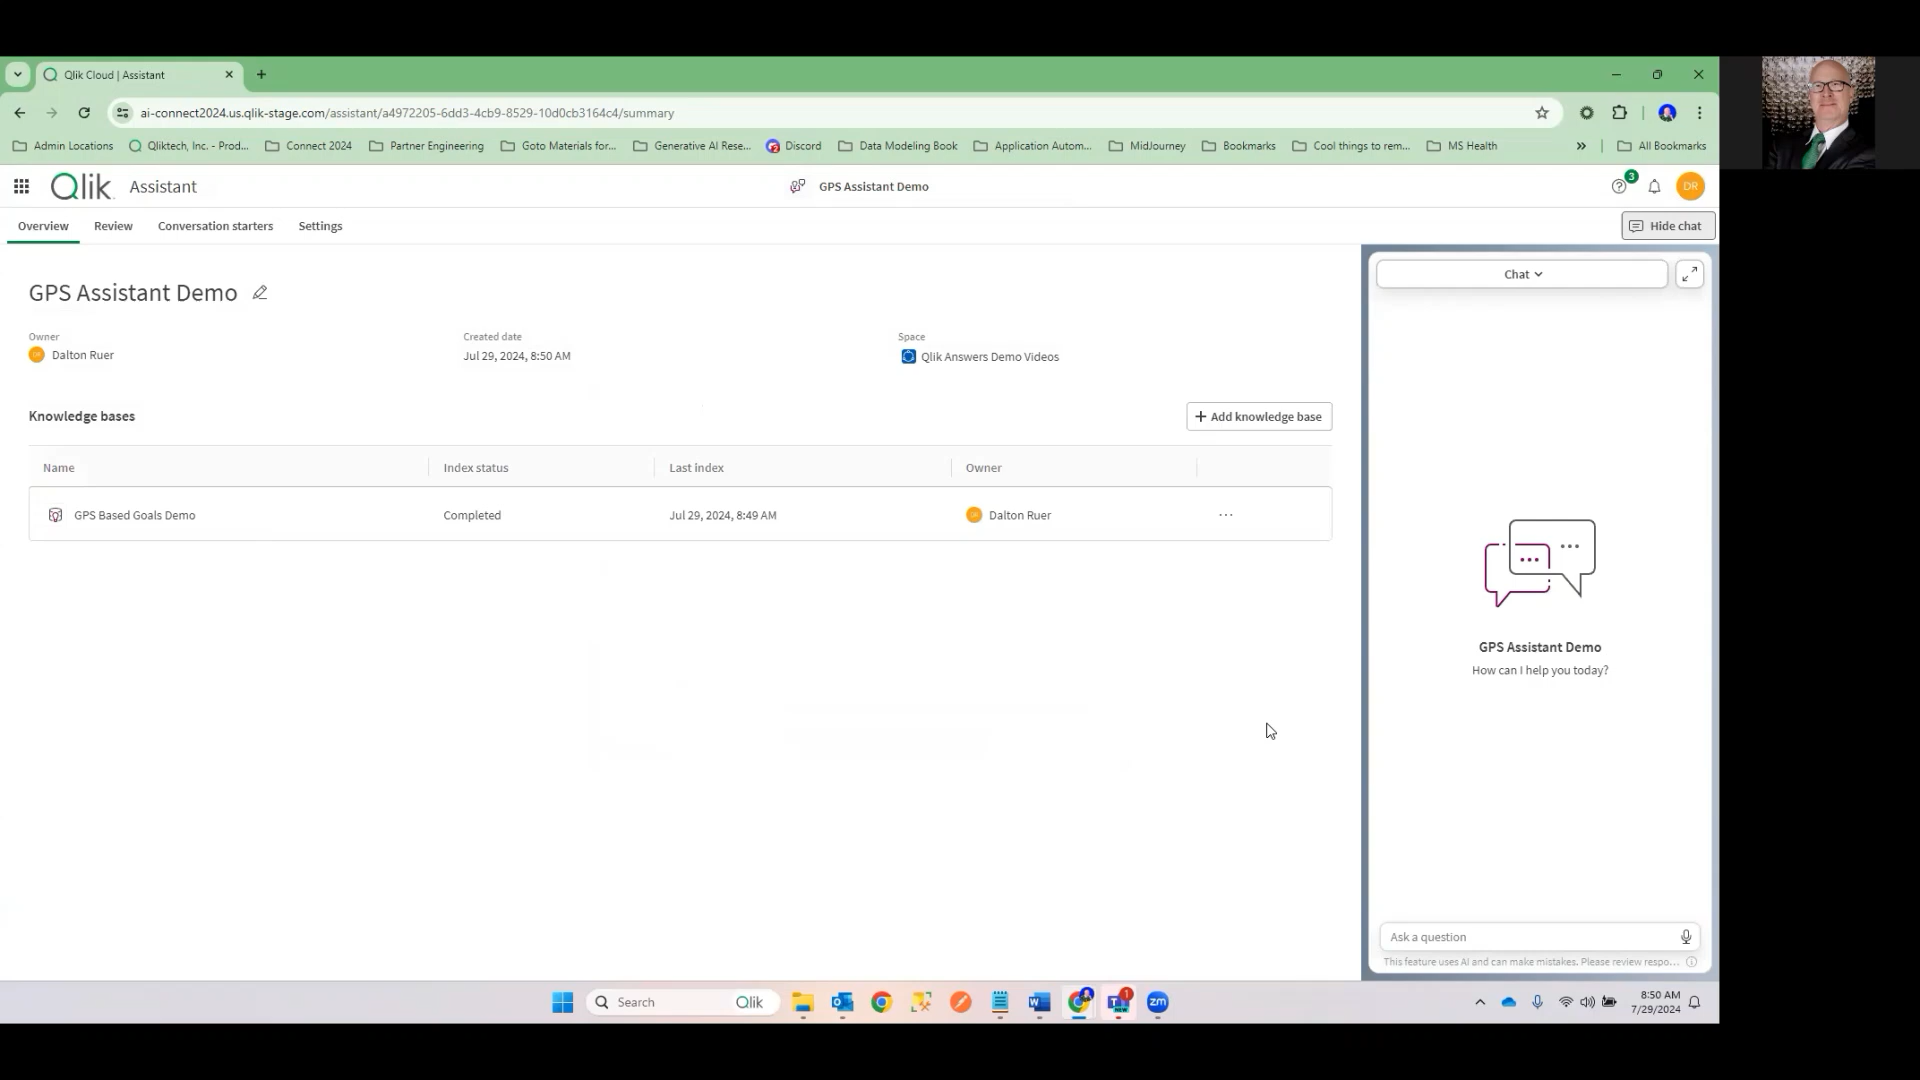 Qlik Cloud | Assistant
ai-connect2024.us.qlik-stage.com/assistant/a4972205-6dd3-4cb9-8529-10d0cb3164c4/summary
Admin Locations Qliktech, Inc. - Prod... Connect 2024 Partner Engineering Goto Materials for... Generative AI Rese... Discord Data Modeling Book Application Autom... MidJourney Bookmarks Cool things to rem... MS Health » All Bookmarks
Qlik Assistant GPS Assistant Demo 3 DR
Overview Review Conversation starters Settings Hide chat
Chat
GPS Assistant Demo
Owner Created date Space
Dalton Ruer Jul 29, 2024, 8:50 AM Qlik Answers Demo Videos
Knowledge bases + Add knowledge base
Name Index status Last index Owner
GPS Based Goals Demo Completed Jul 29, 2024, 8:49 AM Dalton Ruer ...
GPS Assistant Demo
How can I help you today?
Ask a question
This feature uses AI and can make mistakes. Please review respo...
Search Qlik 8:50 AM
7/29/2024